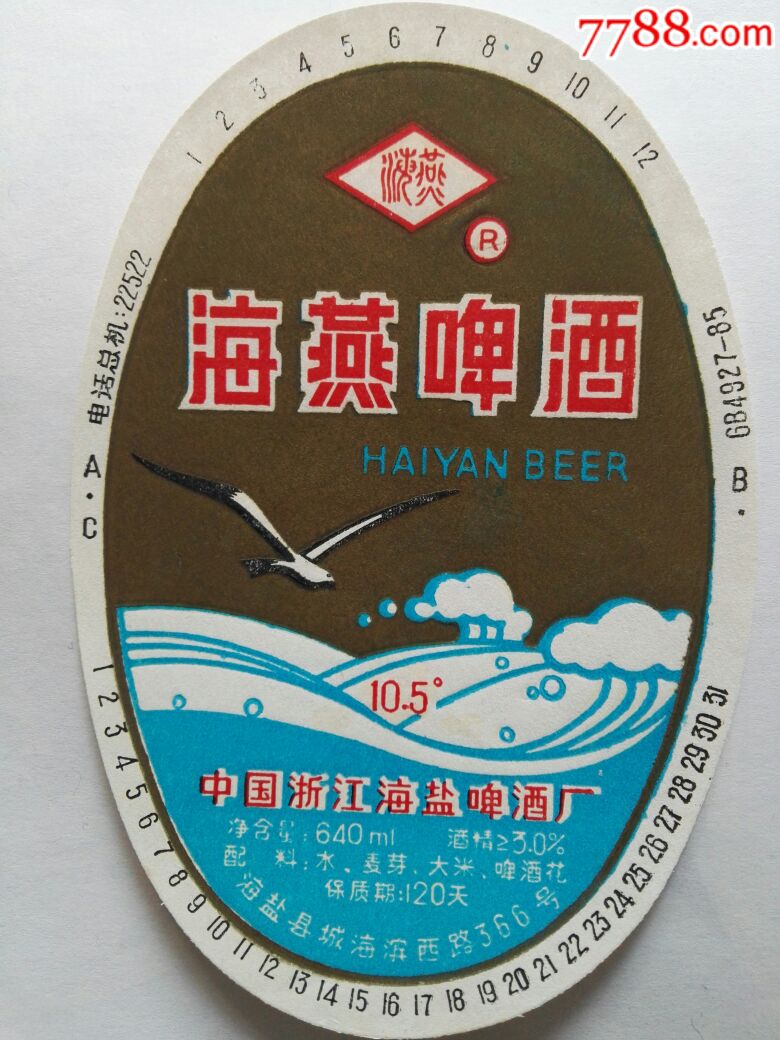 7788.com
1 2 3 4 5 6 7 8 9 10 11 12
海燕
R
电话总机:22522
A·C
GB4927-85
B·
海燕啤酒
HAIYAN BEER
10.5°
中国浙江海盐啤酒厂
净含量:640ml 酒精≥3.0%
配 料:水、麦芽、大米、啤酒花
保质期:120天
海盐县城海滨西路366号
1 2 3 4 5 6 7 8 9 10 11 12 13 14 15 16 17 18 19 20 21 22 23 24 25 26 27 28 29 30 31